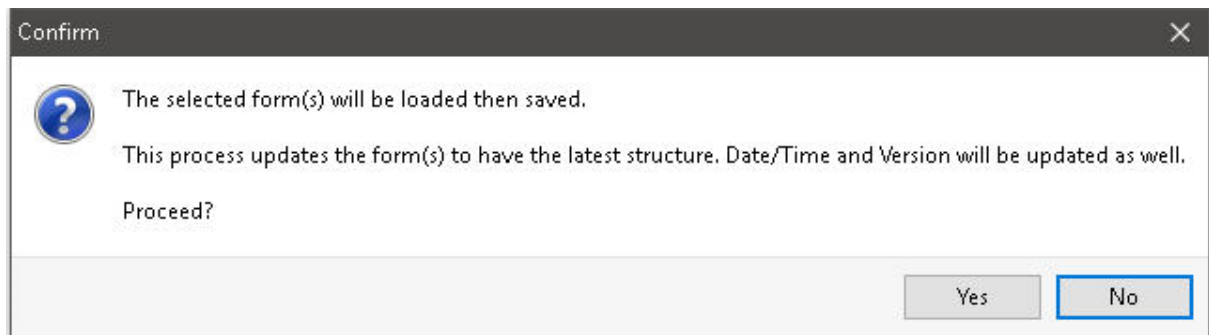 Confirm
The selected form(s) will be loaded then saved.
This process updates the form(s) to have the latest structure. Date/Time and Version will be updated as well.
Proceed?
Yes No